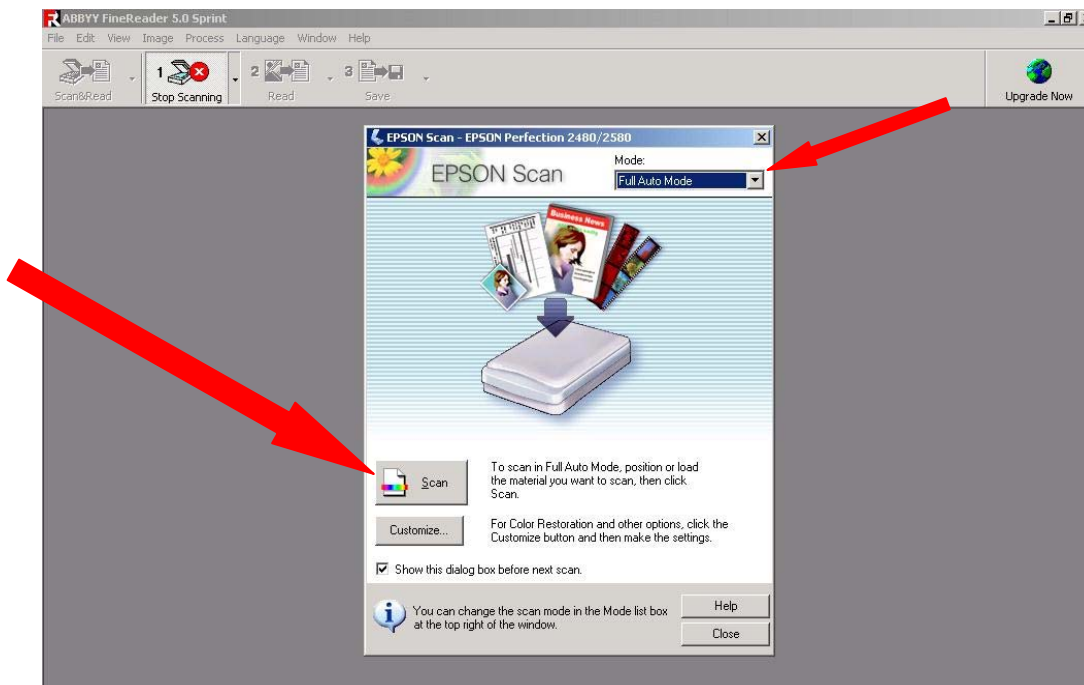 ABBYY FineReader 5.0 Sprint
File Edit View Image Process Language Window Help
1 2 3
Scan&Read Stop Scanning Read Save Upgrade Now
EPSON Scan - EPSON Perfection 2480/2580
EPSON Scan
Mode:
Full Auto Mode
Business News
Scan
To scan in Full Auto Mode, position or load
the material you want to scan, then click
Scan.
Customize...
For Color Restoration and other options, click the
Customize button and then make the settings.
Show this dialog box before next scan.
You can change the scan mode in the Mode list box
at the top right of the window.
Help
Close